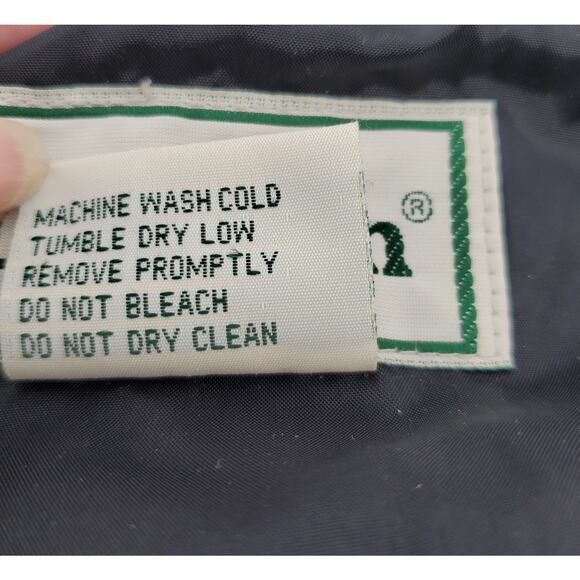 MACHINE WASH COLD
TUMBLE DRY LOW
REMOVE PROMPTLY
DO NOT BLEACH
DO NOT DRY CLEAN
n®